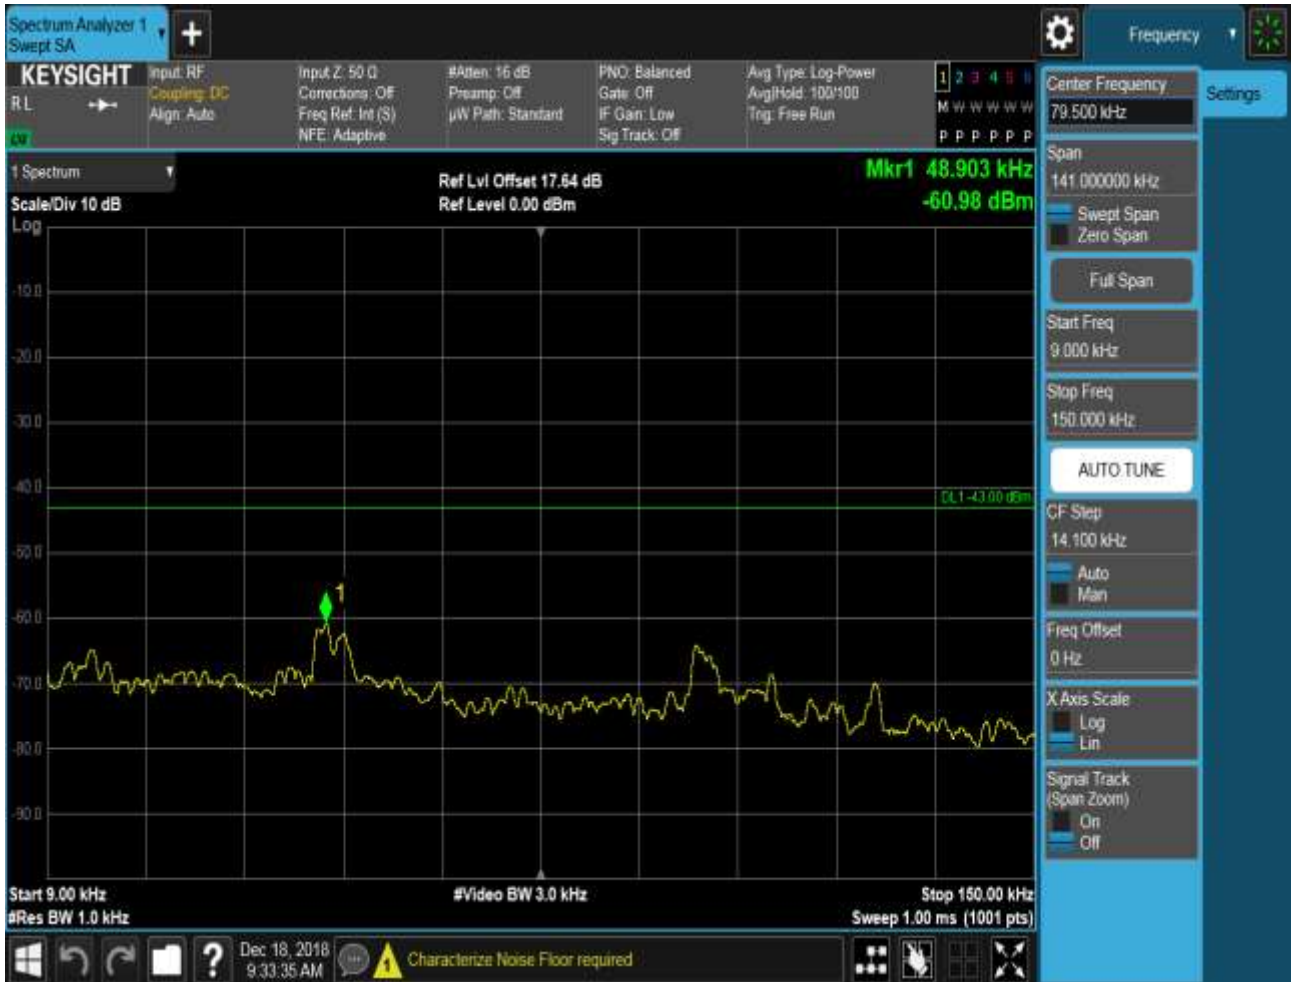 Spectrum Analyzer 1
Swept SA
Frequency
KEYSIGHT
RL
Input: RF
Coupling: DC
Align: Auto
Input Z: 50 Ω
Corrections: Off
Freq Ref: Int (S)
NFE: Adaptive
#Atten: 16 dB
Preamp: Off
µW Path: Standard
PNO: Balanced
Gate: Off
IF Gain: Low
Sig Track: Off
Avg Type: Log-Power
Avg|Hold: 100/100
Trig: Free Run
1 2 3 4 5 6
M W W W W W
P P P P P P
1 Spectrum
Scale/Div 10 dB
Ref Lvl Offset 17.64 dB
Ref Level 0.00 dBm
Mkr1 48.903 kHz
-60.98 dBm
Log
-10.0
-20.0
-30.0
-40.0
DL1 -43.00 dBm
-50.0
1
-60.0
-70.0
-80.0
-90.0
Start 9.00 kHz
#Video BW 3.0 kHz
Stop 150.00 kHz
#Res BW 1.0 kHz
Sweep 1.00 ms (1001 pts)
Dec 18, 2018
9:33:35 AM
Characterize Noise Floor required
Center Frequency
79.500 kHz
Settings
Span
141.000000 kHz
Swept Span
Zero Span
Full Span
Start Freq
9.000 kHz
Stop Freq
150.000 kHz
AUTO TUNE
CF Step
14.100 kHz
Auto
Man
Freq Offset
0 Hz
X Axis Scale
Log
Lin
Signal Track
(Span Zoom)
On
Off